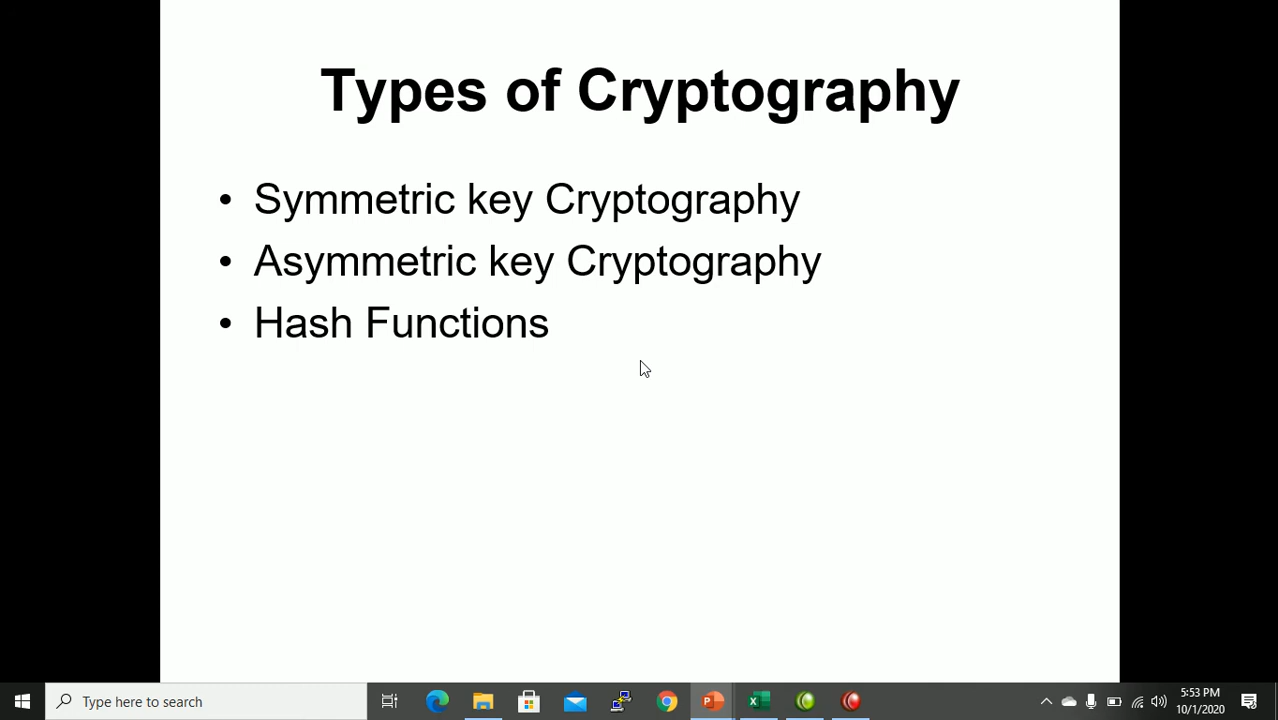 Types of Cryptography
• Symmetric key Cryptography
• Asymmetric key Cryptography
• Hash Functions
Type here to search
5:53 PM
10/1/2020